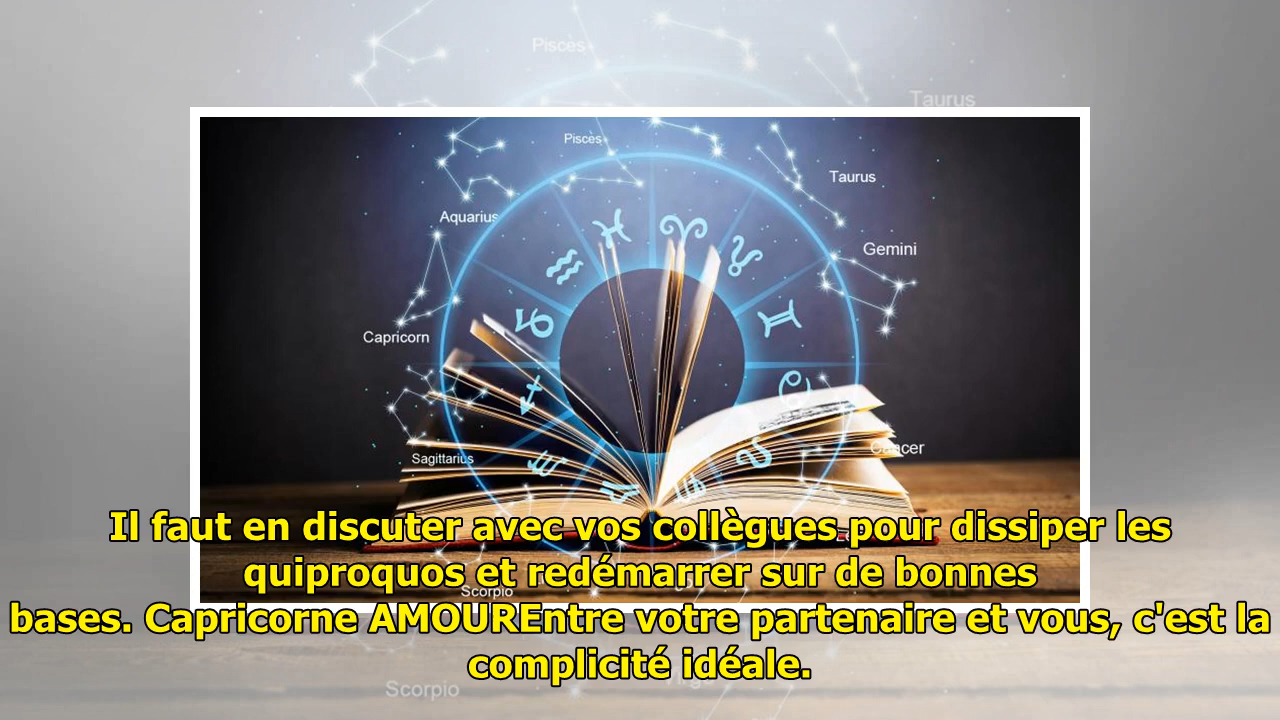 Pisces
Taurus
Pisces
Taurus
Aquarius
Gemini
Capricorn
Cancer
Sagittarius
Il faut en discuter avec vos collègues pour dissiper les
quiproquos et redémarrer sur de bonnes
Scorpio
bases. Capricorne AMOUREntre votre partenaire et vous, c'est la
complicité idéale.
Scorpio